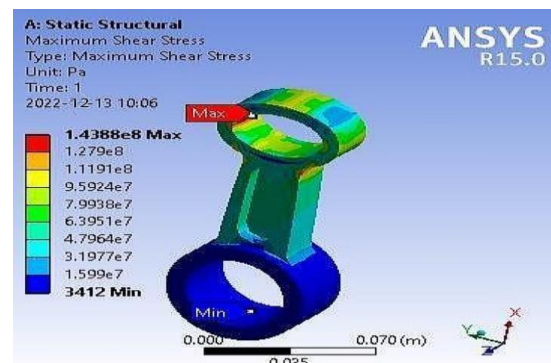 A: Static Structural
Maximum Shear Stress
Type: Maximum Shear Stress
Unit: Pa
Time: 1
2022-12-13 10:06
ANSYS
R15.0
1.4388e8 Max
1.279e8
1.1191e8
9.5924e7
7.9938e7
6.3951e7
4.7964e7
3.1977e7
1.599e7
3412 Min
Max
Min
0.000
0.070 (m)
0.035
X
Y
Z